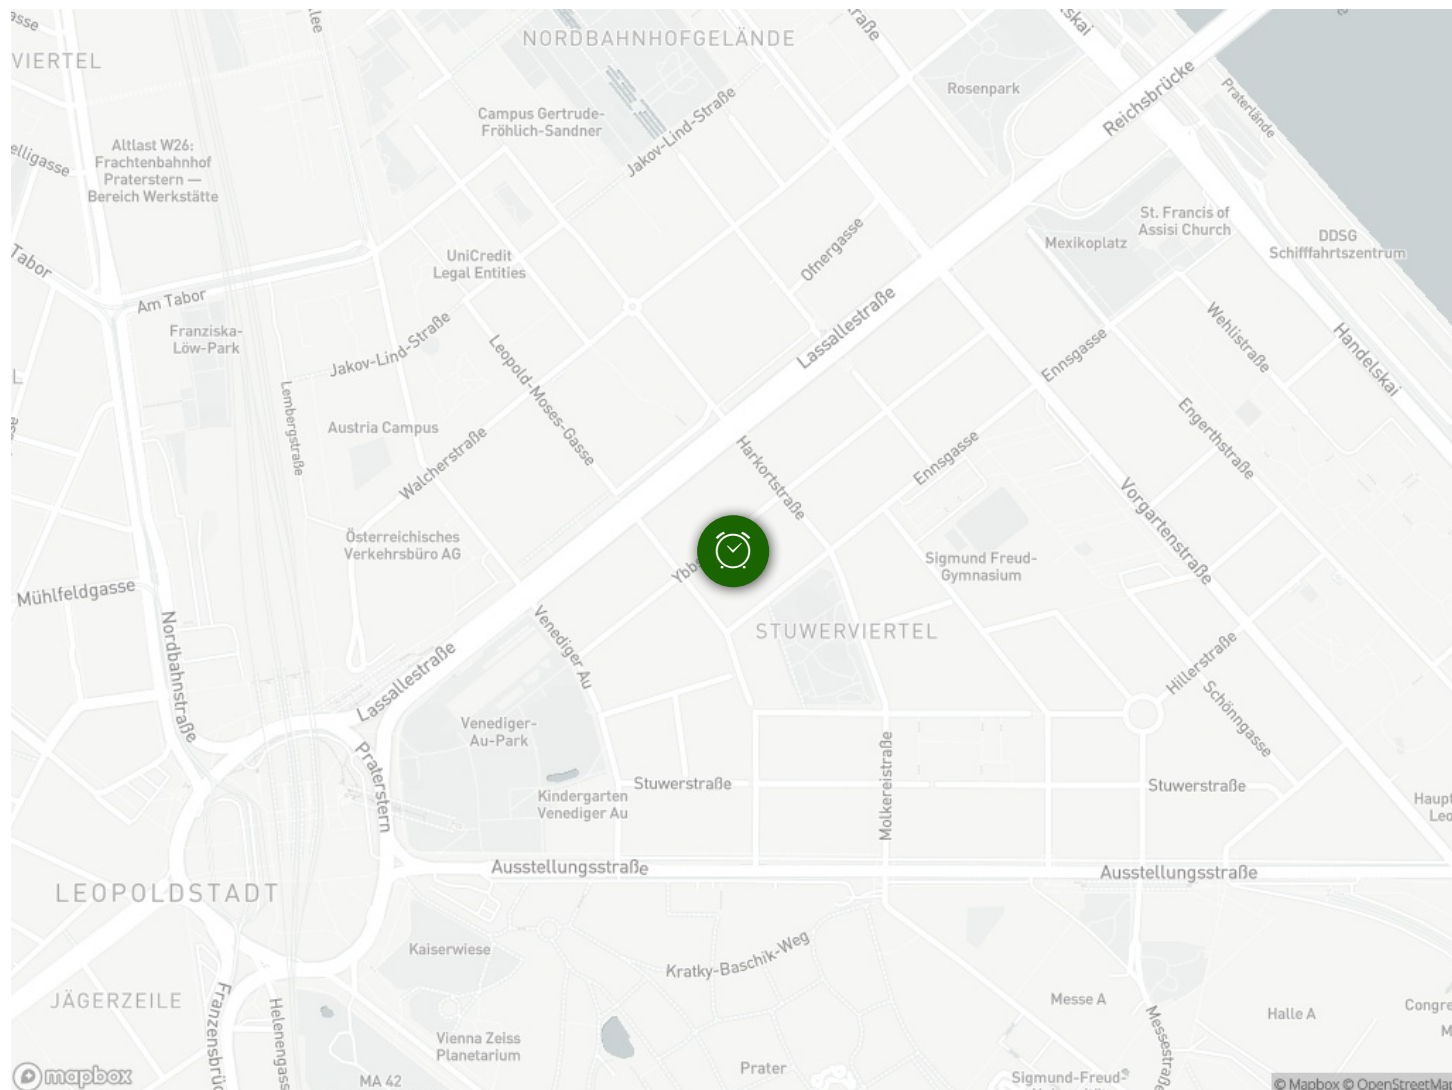 NORDBAHNHOFGELÄNDE
VIERTEL
Rosenpark
Reichsbrücke
Praterlände
Campus Gertrude-
Fröhlich-Sandner
Jakov-Lind-Straße
Altlast W26:
Frachtenbahnhof
Praterstern —
Bereich Werkstätte
St. Francis of
Assisi Church
Mexikoplatz
DDSG
Schifffahrtszentrum
Ofnergasse
UniCredit
Legal Entities
Tabor
Am Tabor
Franziska-
Löw-Park
Jakov-Lind-Straße
Lassallestraße
Wehlistraße
Handelskai
Ennsgasse
Leopold-Moses-Gasse
Lembergstraße
Austria Campus
Walcherstraße
Harkortstraße
Ennsgasse
Engerthstraße
Vorgartenstraße
Österreichisches
Verkehrsbüro AG
Sigmund Freud-
Gymnasium
Mühlfeldgasse
Nordbahnstraße
Venediger Au
STUWERVIERTEL
Hillerstraße
Schönngasse
Lassallestraße
Praterstern
Venediger-
Au-Park
Stuwerstraße
Molkereistraße
Stuwerstraße
Kindergarten
Venediger Au
Ausstellungsstraße
Ausstellungsstraße
LEOPOLDSTADT
Kaiserwiese
Kratky-Baschik-Weg
JÄGERZEILE
Messe A
Halle A
Messestraße
Vienna Zeiss
Planetarium
Prater
MA 42
Sigmund-Freud-
mapbox
© Mapbox © OpenStreetMap